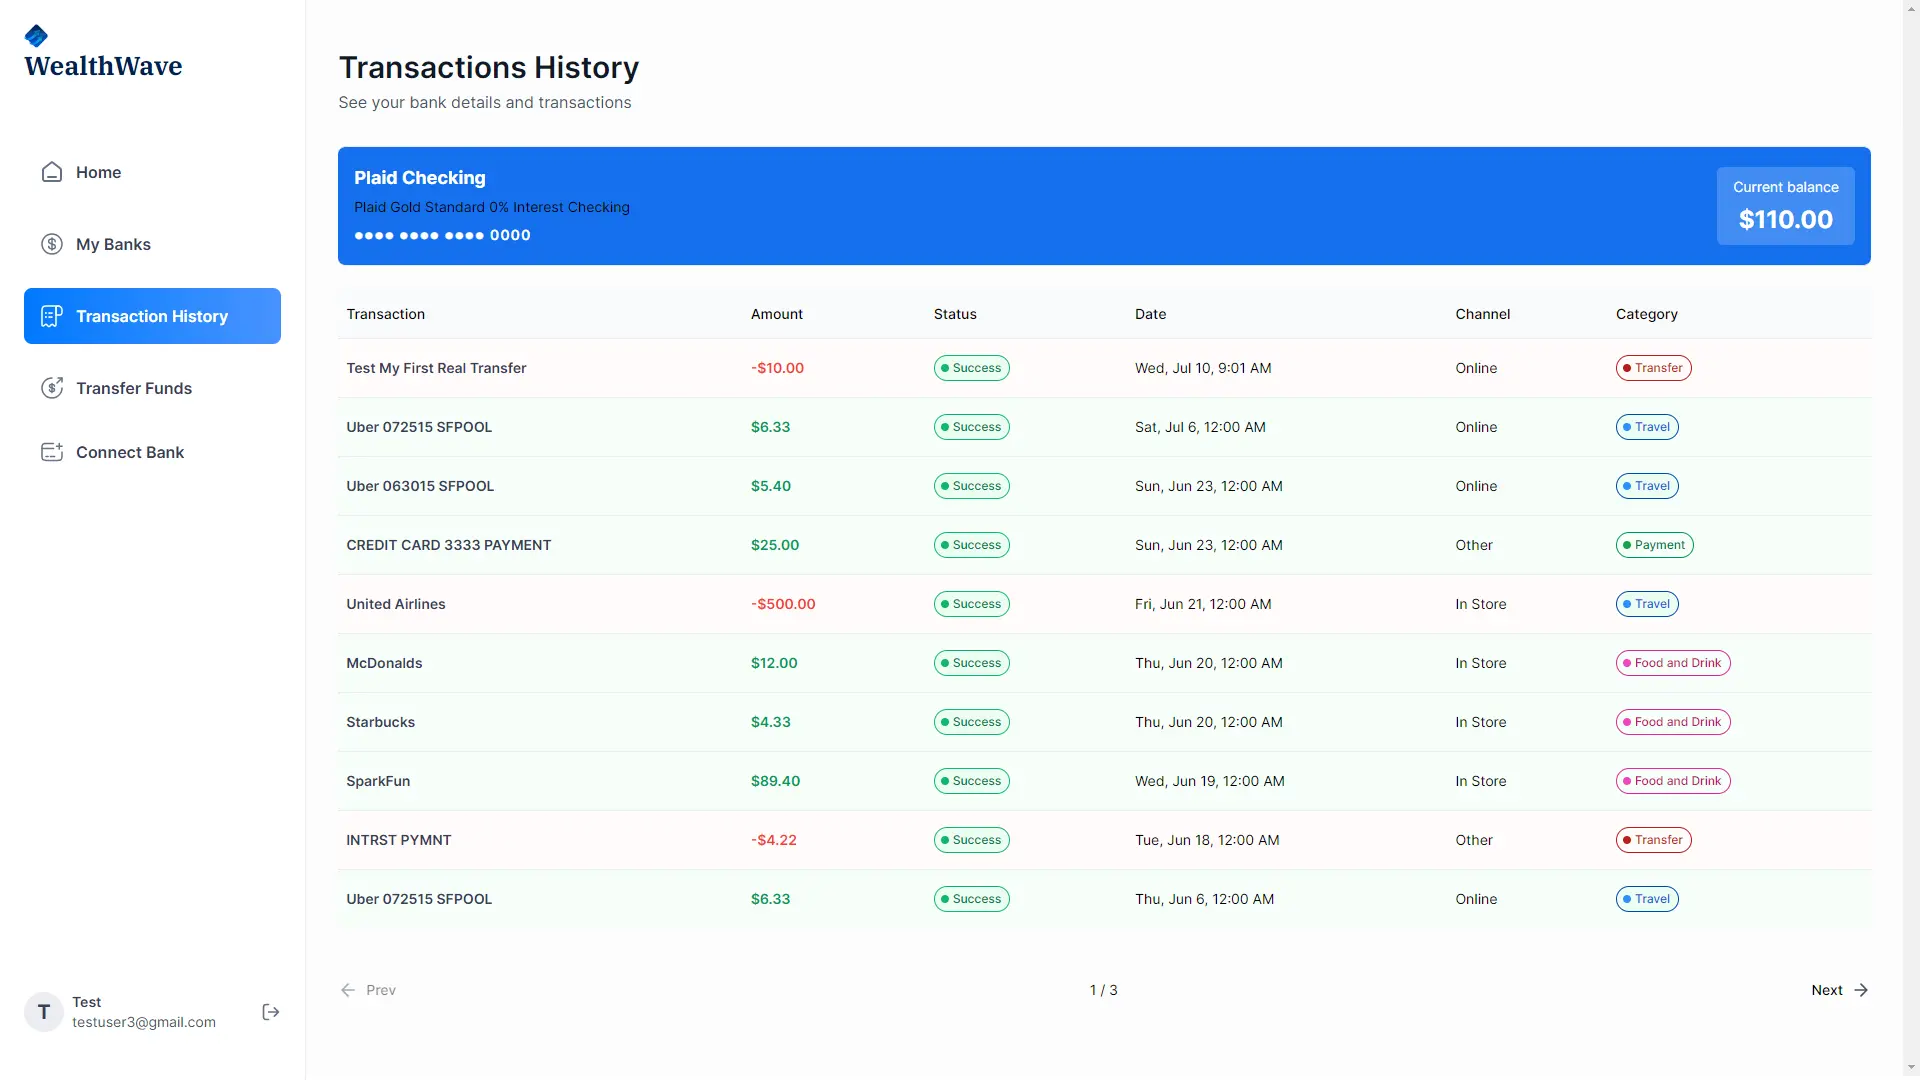 WealthWave
Home
My Banks
Transaction History
Transfer Funds
Connect Bank
T
Test
testuser3@gmail.com
Transactions History
See your bank details and transactions
Plaid Checking
Plaid Gold Standard 0% Interest Checking
●●●● ●●●● ●●●● 0000
Current balance
$110.00
Transaction Amount Status Date Channel Category
Test My First Real Transfer -$10.00 Success Wed, Jul 10, 9:01 AM Online Transfer
Uber 072515 SFPOOL $6.33 Success Sat, Jul 6, 12:00 AM Online Travel
Uber 063015 SFPOOL $5.40 Success Sun, Jun 23, 12:00 AM Online Travel
CREDIT CARD 3333 PAYMENT $25.00 Success Sun, Jun 23, 12:00 AM Other Payment
United Airlines -$500.00 Success Fri, Jun 21, 12:00 AM In Store Travel
McDonalds $12.00 Success Thu, Jun 20, 12:00 AM In Store Food and Drink
Starbucks $4.33 Success Thu, Jun 20, 12:00 AM In Store Food and Drink
SparkFun $89.40 Success Wed, Jun 19, 12:00 AM In Store Food and Drink
INTRST PYMNT -$4.22 Success Tue, Jun 18, 12:00 AM Other Transfer
Uber 072515 SFPOOL $6.33 Success Thu, Jun 6, 12:00 AM Online Travel
Prev 1 / 3 Next